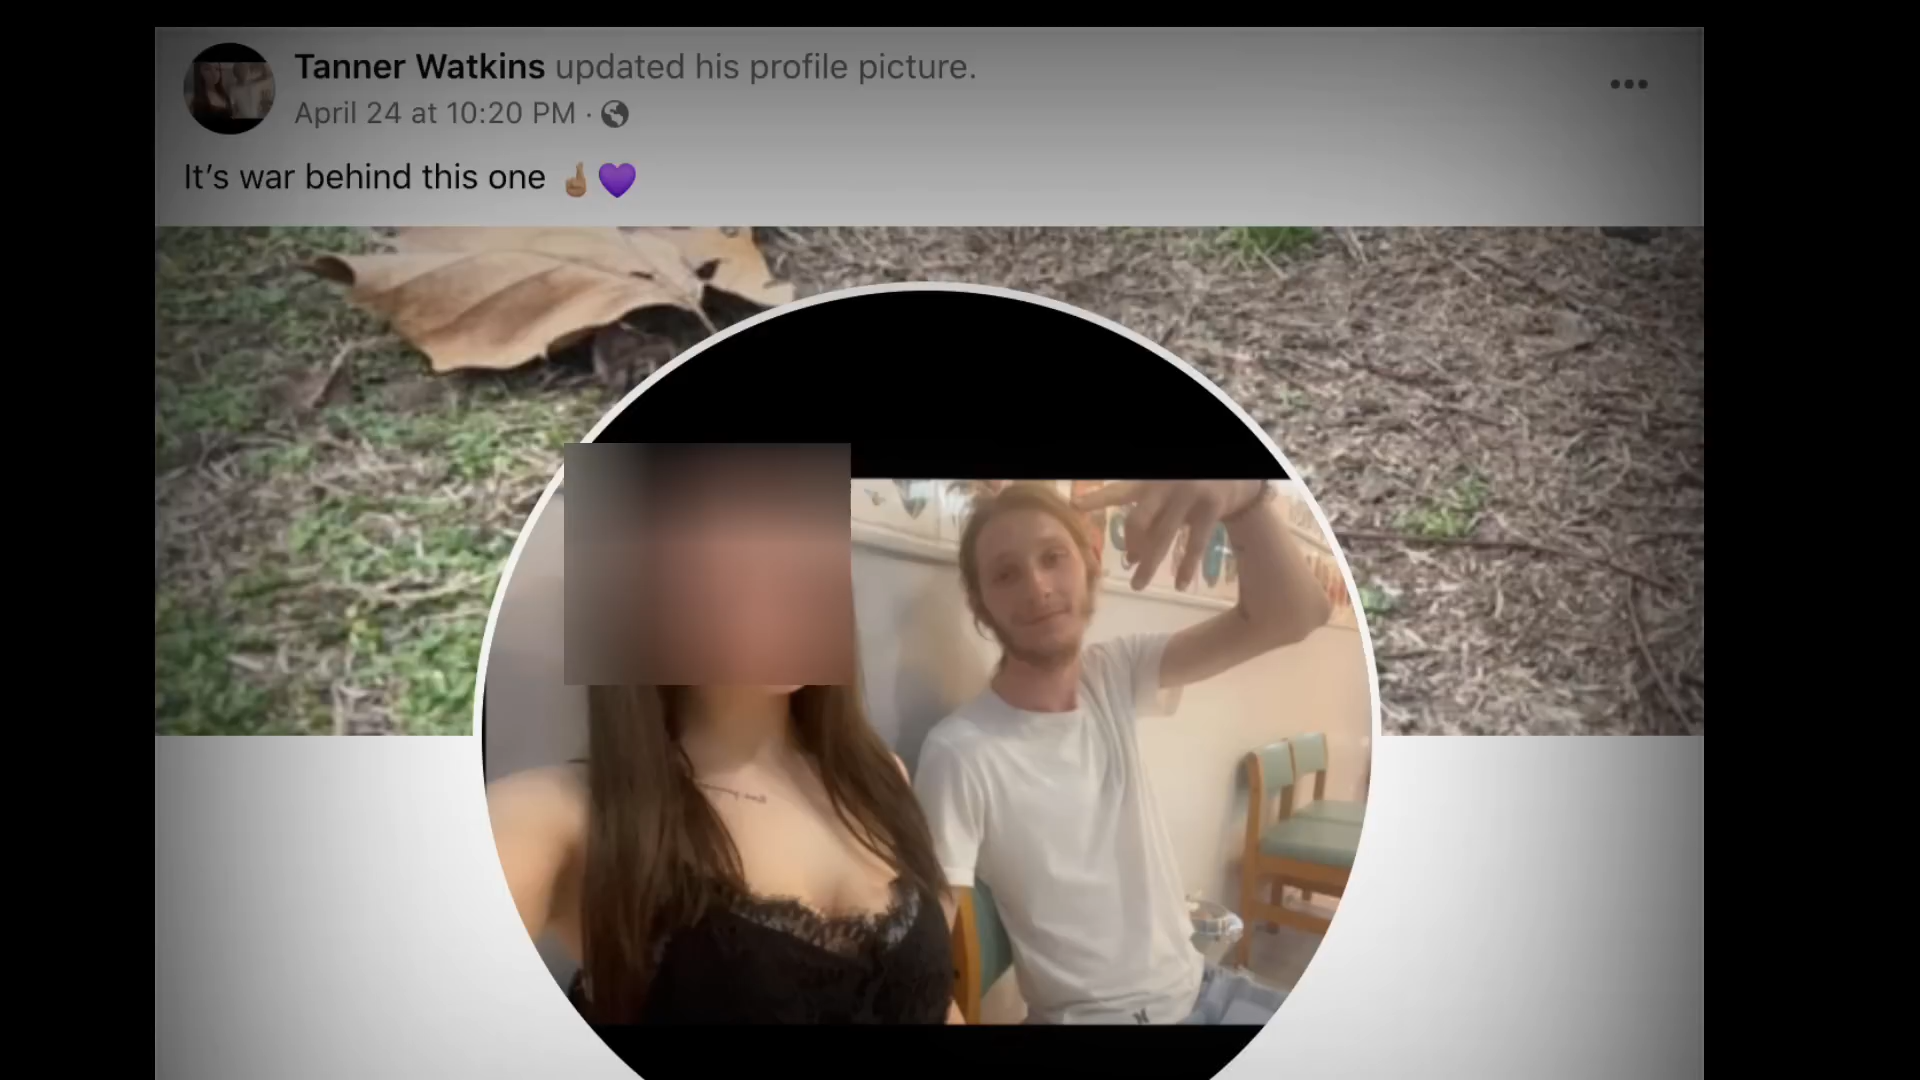 Tanner Watkins updated his profile picture.
April 24 at 10:20 PM ·
It's war behind this one 🤞🏽💜